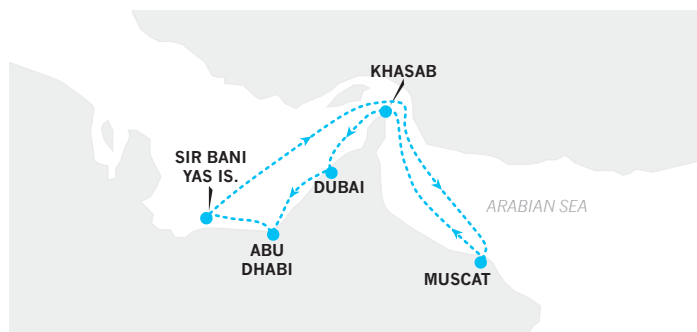 KHASAB
SIR BANI
YAS IS.
DUBAI
ARABIAN SEA
ABU
DHABI
MUSCAT